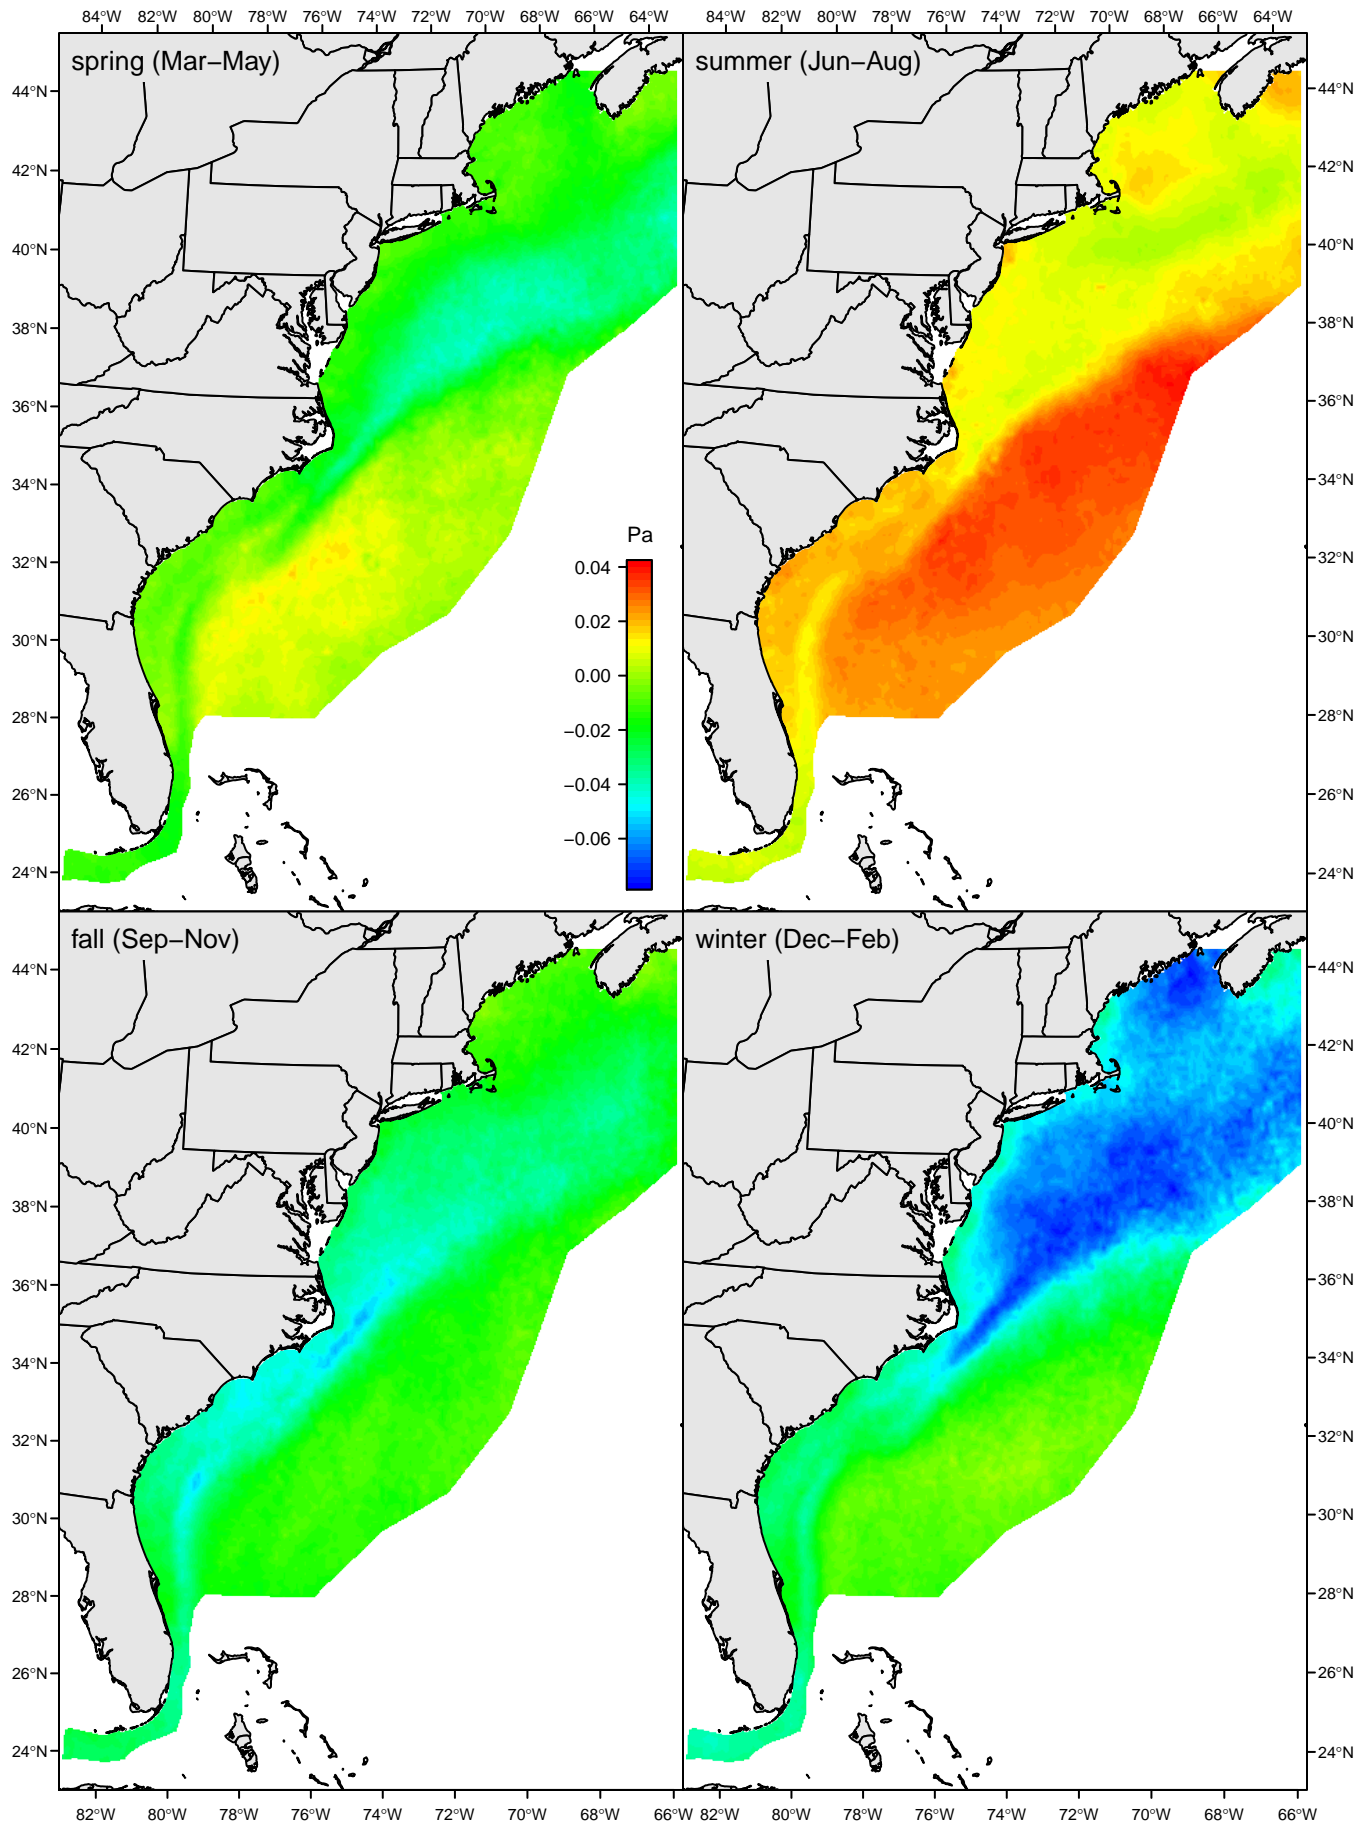 84°W 80°W 78°W 76°W 74°W 72°W 70°W 68°W 66°W 64°W
84°W 82°W 80°W 78°W 76°W 74°W 72°W 70°W 66°W 64°W
spring (Mar−May)
summer (Jun−Aug)
44°N
42°N
40°N
38°N
36°N
34°N
32°N
30°N
28°N
26°N
24°N
Pa
0.04
0.02
0.00
−0.02
−0.04
−0.06
44°N
42°N
40°N
38°N
36°N
34°N
32°N
30°N
28°N
26°N
24°N
fall (Sep−Nov)
winter (Dec−Feb)
44°N
42°N
40°N
38°N
36°N
34°N
32°N
30°N
28°N
26°N
24°N
44°N
42°N
40°N
38°N
36°N
34°N
32°N
30°N
28°N
26°N
24°N
82°W 80°W 78°W 76°W 74°W 72°W 70°W 68°W 66°W
82°W 80°W 78°W 76°W 74°W 72°W 70°W 68°W 66°W